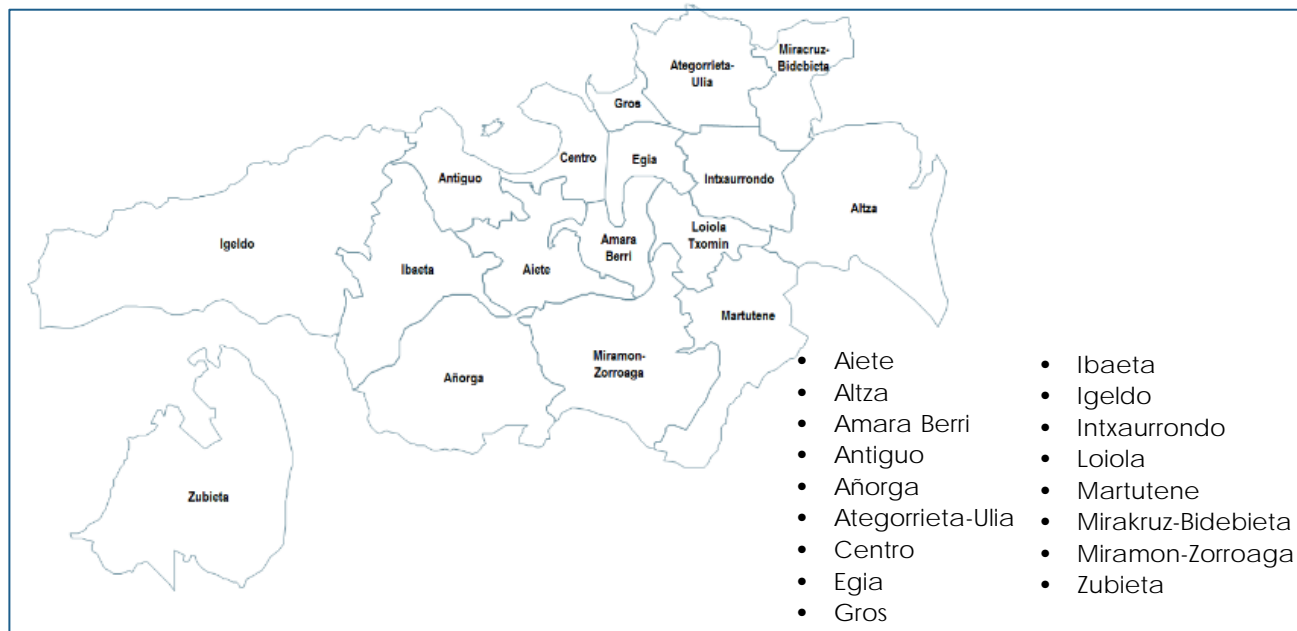 Ategorrieta-
Ulia
Miracruz-
Bidebieta
Gros
Centro
Egia
Antiguo
Intxaurrondo
Altza
Igeldo
Ibaeta
Aiete
Amara
Berri
Loiola
Txomin
Martutene
Miramon-
Zorroaga
Añorga
Zubieta
• Aiete
• Altza
• Amara Berri
• Antiguo
• Añorga
• Ategorrieta-Ulia
• Centro
• Egia
• Gros
• Ibaeta
• Igeldo
• Intxaurrondo
• Loiola
• Martutene
• Mirakruz-Bidebieta
• Miramon-Zorroaga
• Zubieta